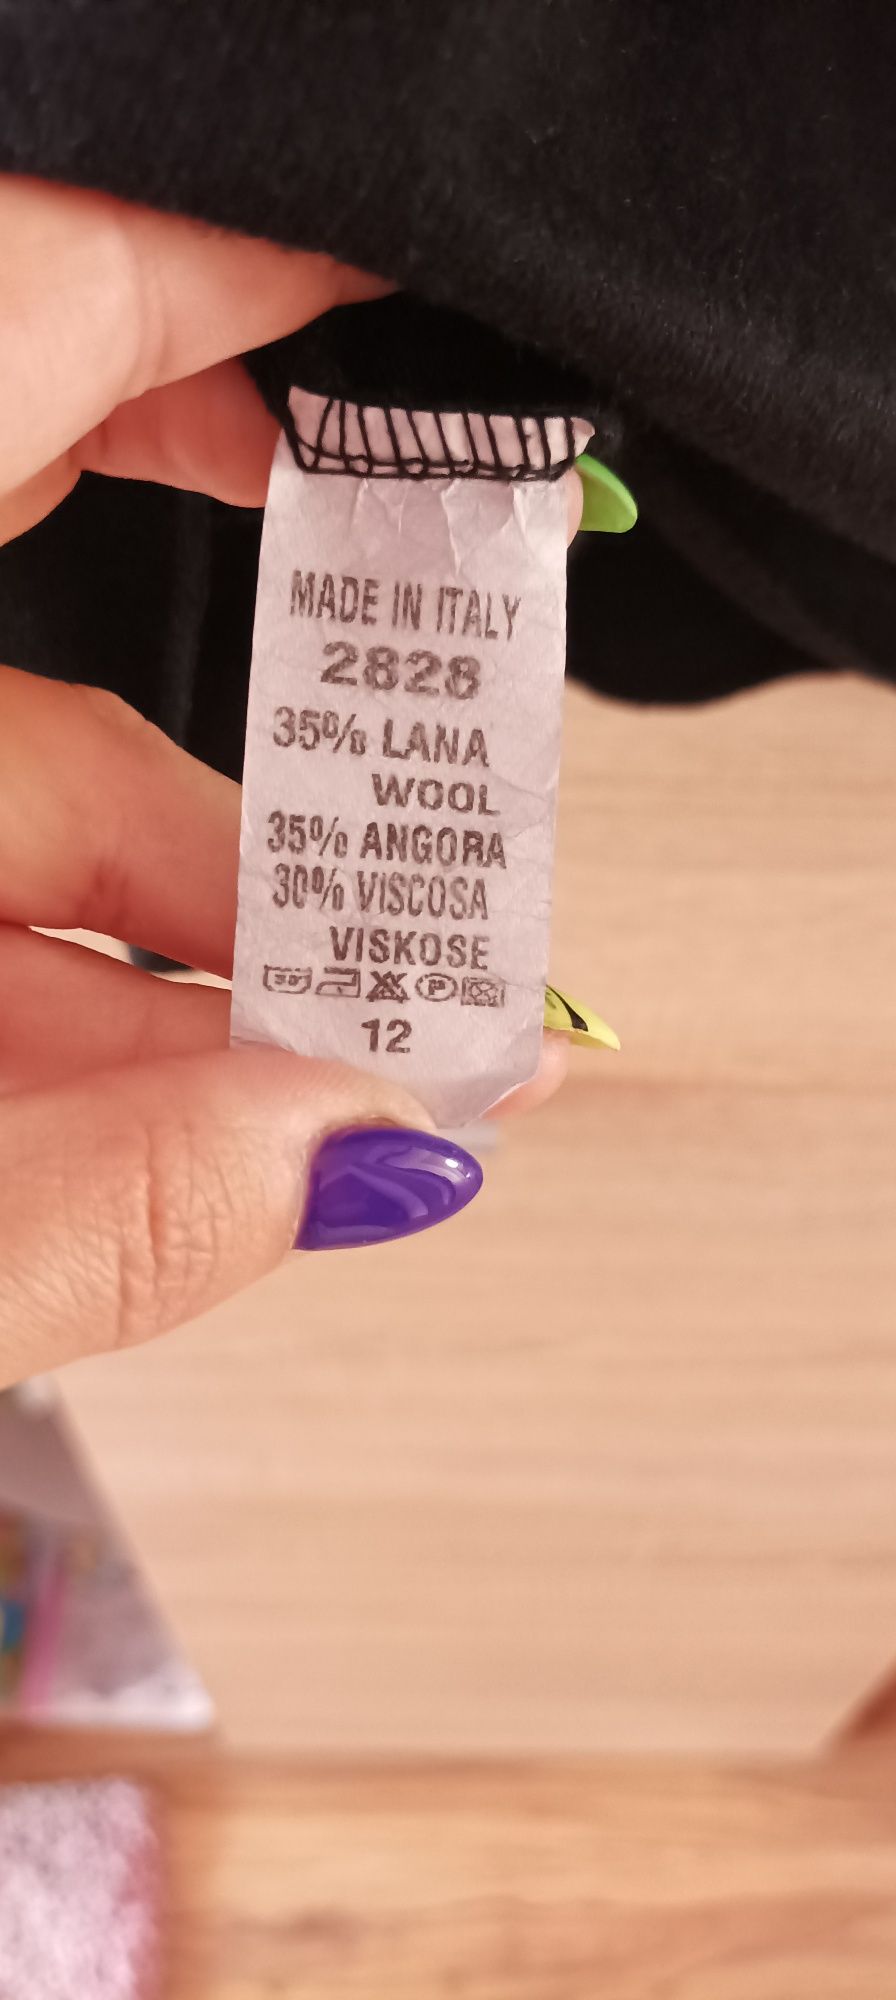 MADE IN ITALY
2828
35% LANA
WOOL
35% ANGORA
30% VISCOSA
VISKOSE
P
12